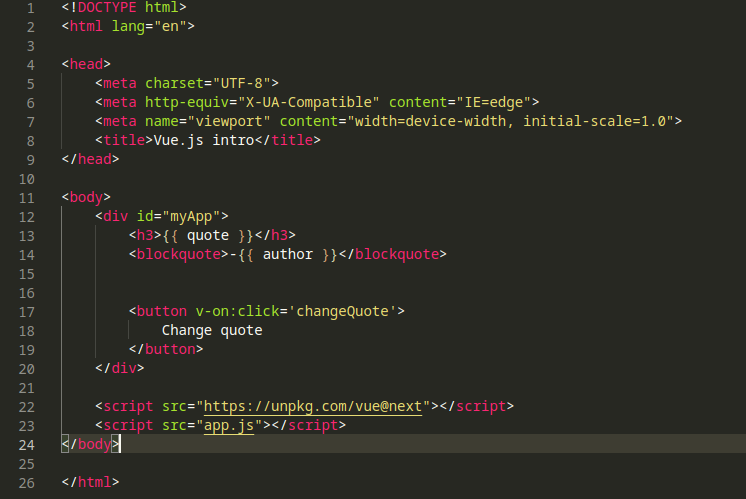 1 <!DOCTYPE html>
2 <html lang="en">
3
4 <head>
5     <meta charset="UTF-8">
6     <meta http-equiv="X-UA-Compatible" content="IE=edge">
7     <meta name="viewport" content="width=device-width, initial-scale=1.0">
8     <title>Vue.js intro</title>
9 </head>
10
11 <body>
12     <div id="myApp">
13         <h3>{{ quote }}</h3>
14         <blockquote>-{{ author }}</blockquote>
15
16
17         <button v-on:click='changeQuote'>
18             Change quote
19         </button>
20     </div>
21
22     <script src="https://unpkg.com/vue@next"></script>
23     <script src="app.js"></script>
24 </body>
25
26 </html>